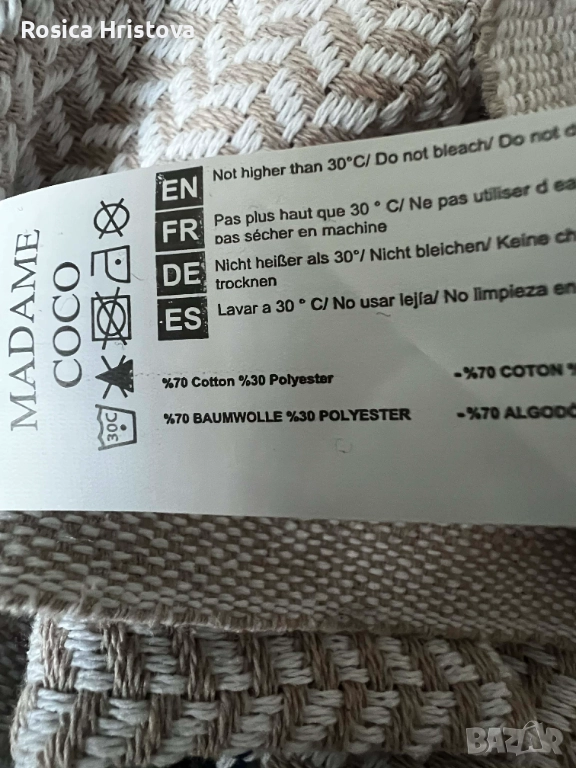 Rosica Hristova
MADAME
COCO
30C
EN
Not higher than 30°C/ Do not bleach/ Do not
FR
Pas plus haut que 30 ° C/ Ne pas utiliser d
pas sécher en machine
DE
Nicht heißer als 30°/ Nicht bleichen/ Keine
trocknen
ES
Lavar a 30 ° C/ No usar lejía/ No limpieza en
%70 Cotton %30 Polyester
-%70 COTON
%70 BAUMWOLLE %30 POLYESTER
-%70
BAZAR